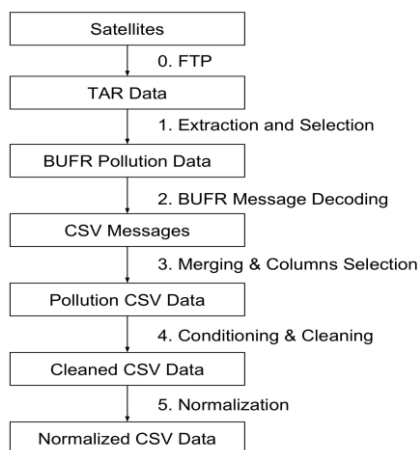 Satellites
0. FTP
TAR Data
1. Extraction and Selection
BUFR Pollution Data
2. BUFR Message Decoding
CSV Messages
3. Merging & Columns Selection
Pollution CSV Data
4. Conditioning & Cleaning
Cleaned CSV Data
5. Normalization
Normalized CSV Data